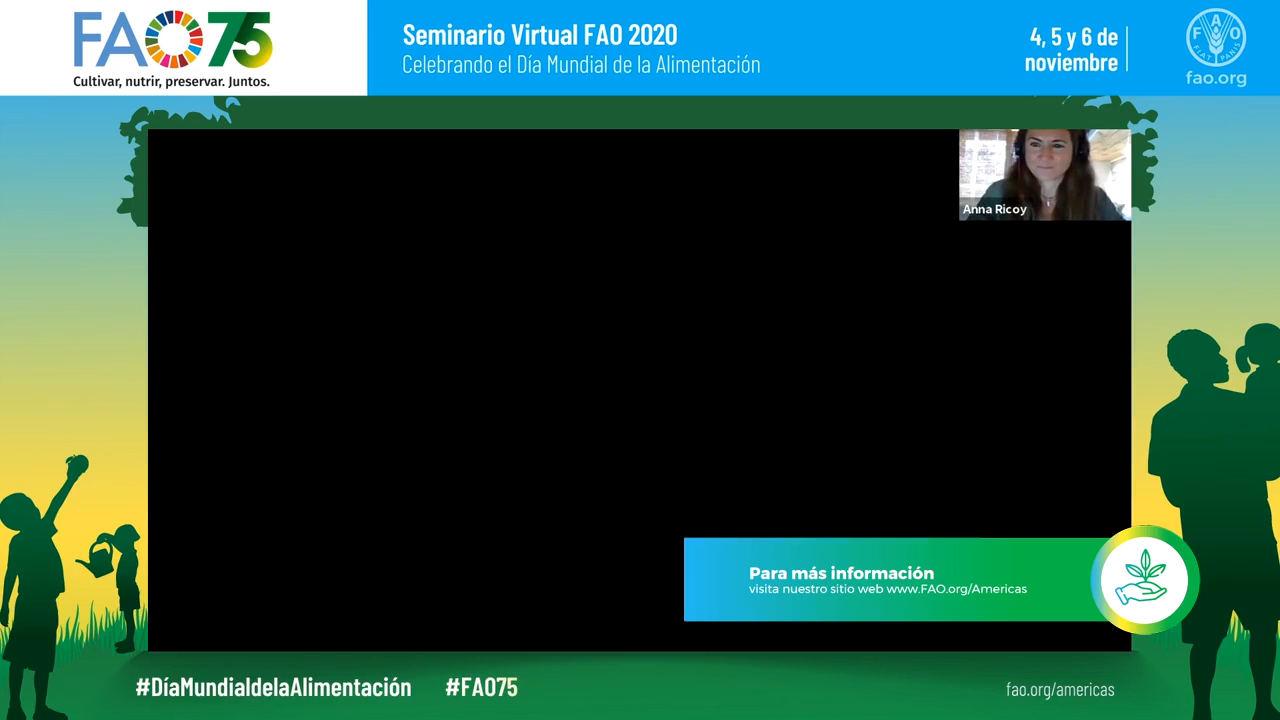 FAO75
Cultivar, nutrir, preservar. Juntos.
Seminario Virtual FAO 2020
Celebrando el Día Mundial de la Alimentación
4, 5 y 6 de
noviembre
FAO
FIAT PANIS
fao.org
Anna Ricoy
Para más información
visita nuestro sitio web www.FAO.org/Americas
#DíaMundialdelaAlimentación #FAO75
fao.org/americas